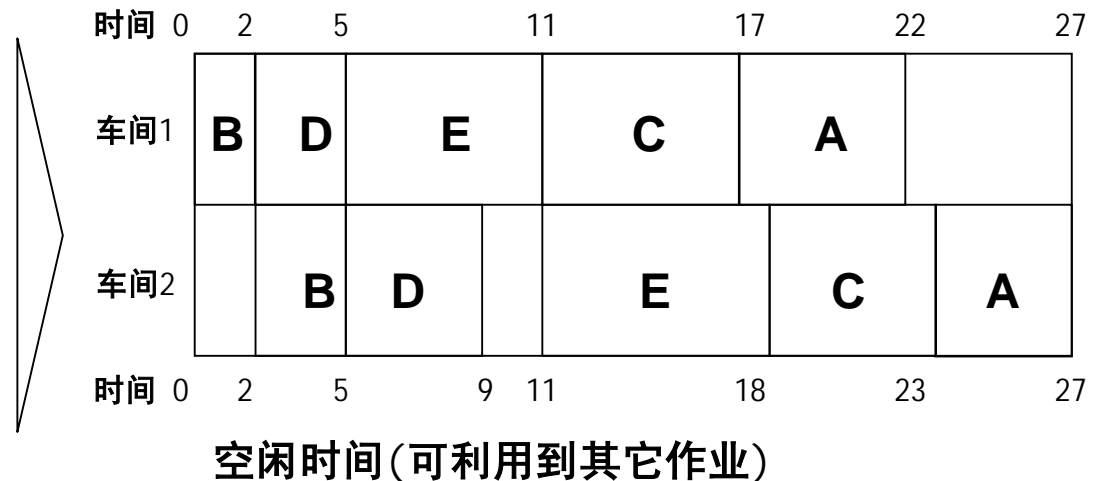 时间 0 2 5 11 17 22 27
车间1 B D E C A
车间2 B D E C A
时间 0 2 5 9 11 18 23 27
空闲时间(可利用到其它作业)